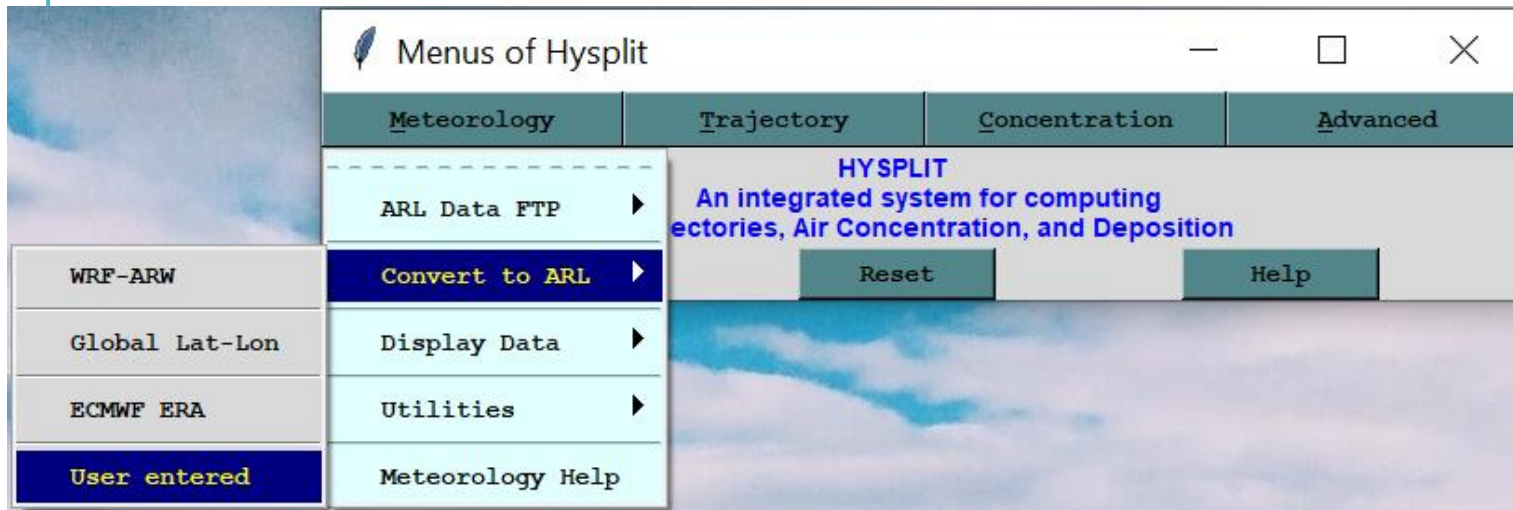 Menus of Hysplit
Meteorology Trajectory Concentration Advanced
HYSPLIT
An integrated system for computing
ectories, Air Concentration, and Deposition
Reset Help
ARL Data FTP
Convert to ARL
Display Data
Utilities
Meteorology Help
WRF-ARW
Global Lat-Lon
ECMWF ERA
User entered